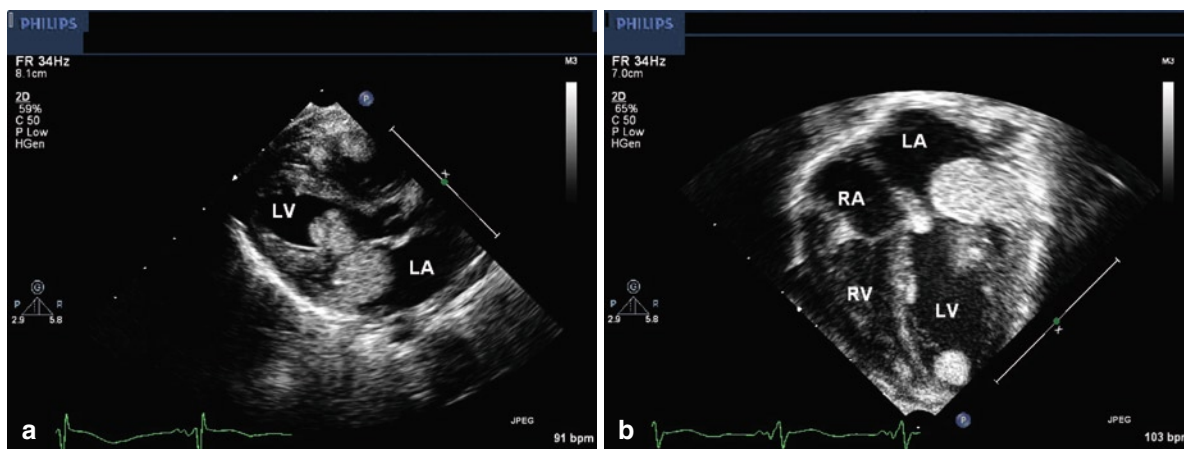 PHILIPS
FR 34Hz
8.1cm
2D
59%
C 50
P Low
HGen
M3
P
x
LV
LA
G
P R
2.9 5.8
JPEG
a
91 bpm
PHILIPS
FR 34Hz
7.0cm
2D
65%
C 50
P Low
HGen
M3
LA
RA
RV
LV
x
G
P R
2.9 5.8
P
JPEG
b
103 bpm